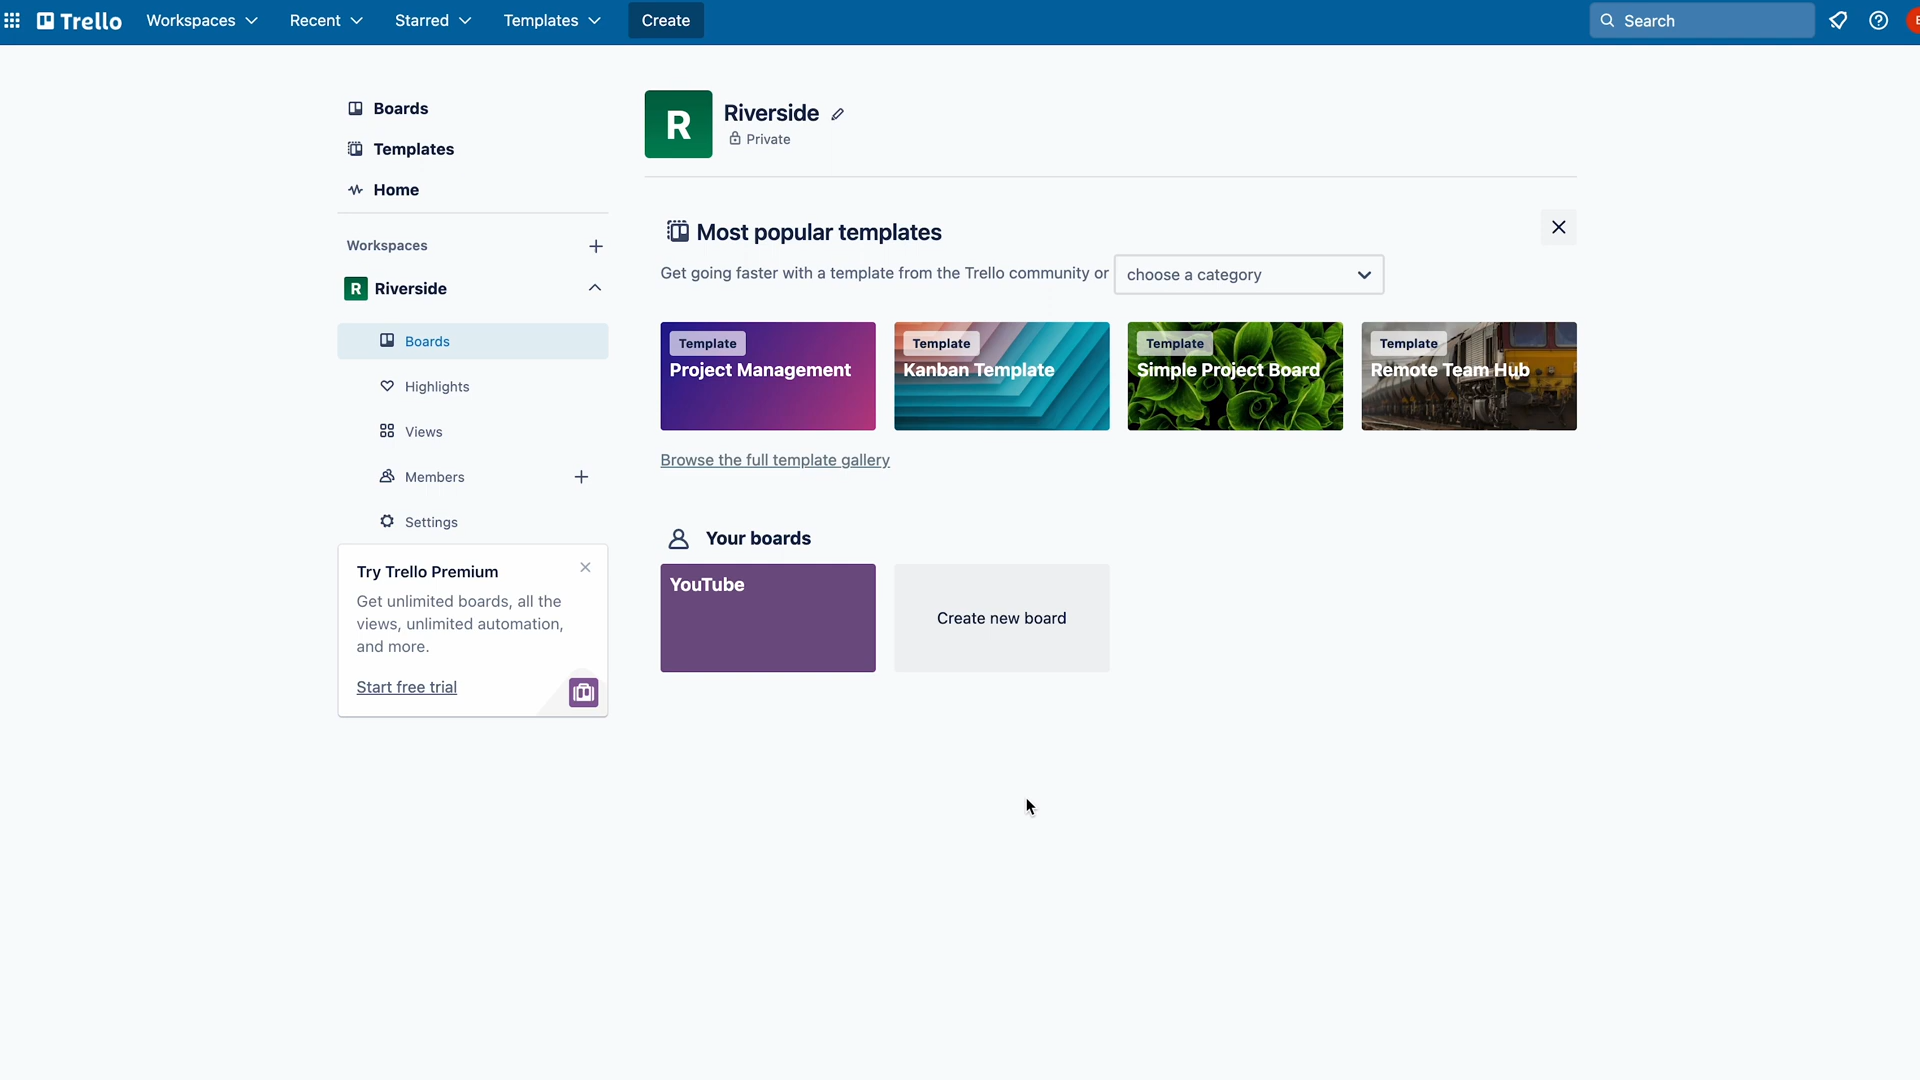 Trello Workspaces Recent Starred Templates Create Search
Boards
Templates
Home
Workspaces
R Riverside
Boards
Highlights
Views
Members
Settings
Try Trello Premium
Get unlimited boards, all the
views, unlimited automation,
and more.
Start free trial
R
Riverside
Private
Most popular templates
Get going faster with a template from the Trello community or choose a category
Template
Project Management
Template
Kanban Template
Template
Simple Project Board
Template
Remote Team Hub
Browse the full template gallery
Your boards
YouTube
Create new board